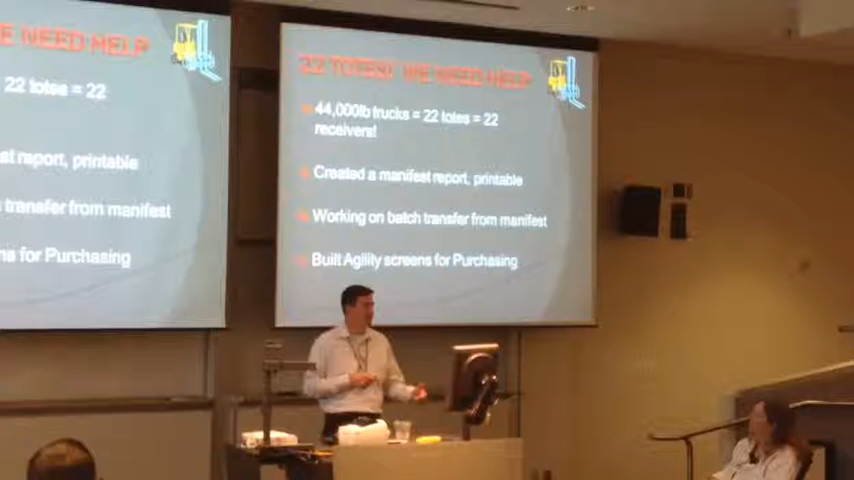 E NEED HELP
22 totes = 22
st report, printable
transfer from manifest
ns for Purchasing
22 TOTES! WE NEED HELP
44,000lb trucks = 22 totes = 22
receivers!
Created a manifest report, printable
Working on batch transfer from manifest
Built Agility screens for Purchasing